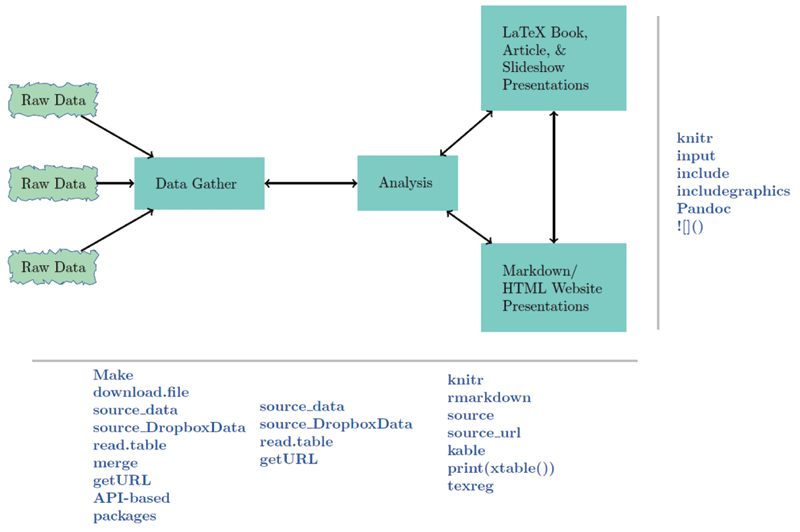 LaTeX Book,
Article, &
Slideshow
Presentations
Raw Data
Raw Data
Raw Data
Data Gather
Analysis
Markdown/
HTML Website
Presentations
knitr
input
include
includegraphics
Pandoc
![]()
Make
download.file
source_data
source_DropboxData
read.table
merge
getURL
API-based
packages
source_data
source_DropboxData
read.table
getURL
knitr
rmarkdown
source
source_url
kable
print(xtable())
texreg